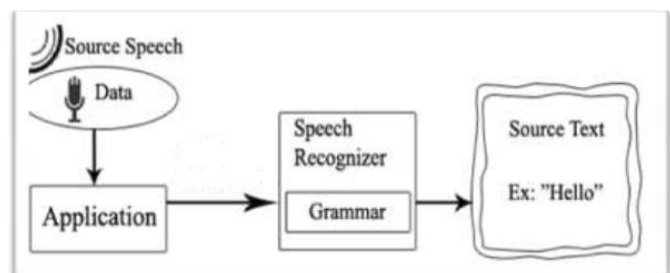 Source Speech
Data
Application
Speech
Recognizer
Grammar
Source Text
Ex: ”Hello”